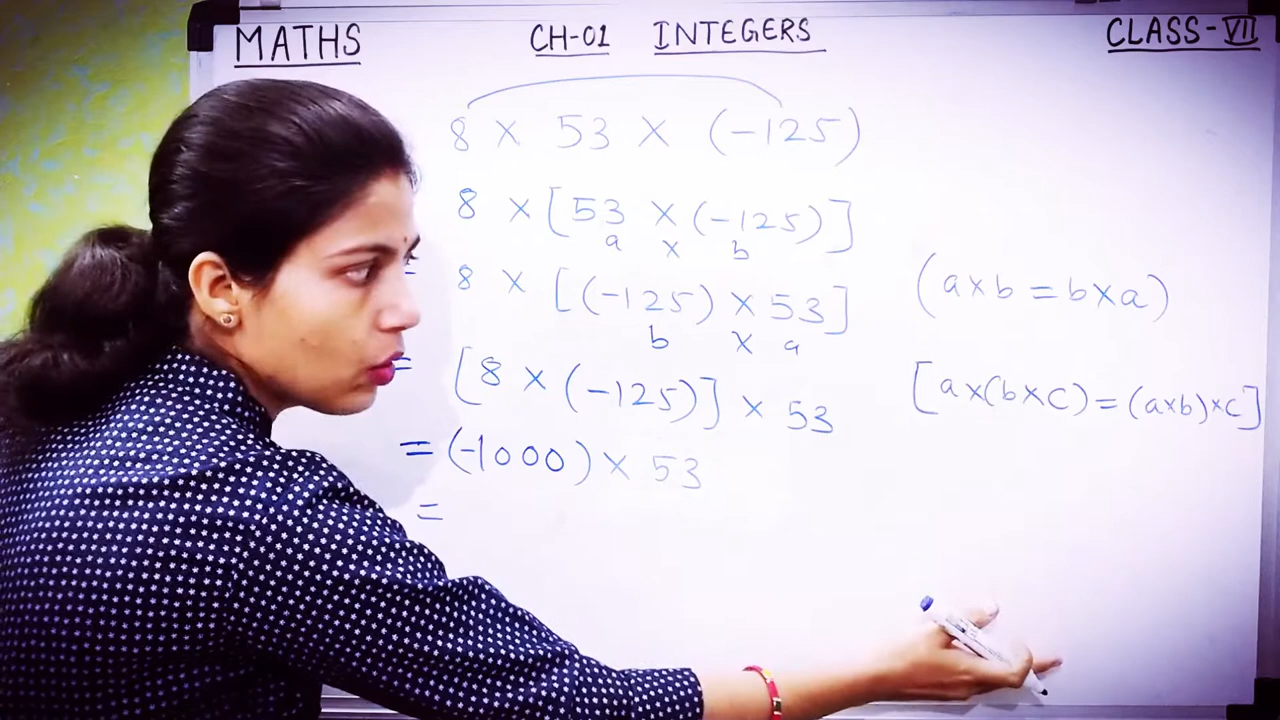 MATHS CH-01 INTEGERS CLASS-VII
8 × 53 × (-125)
8 × [53 × (-125)]
a × b
= 8 × [(-125) × 53] (a×b = b×a)
b × a
= [8 × (-125)] × 53 [a×(b×c) = (a×b)×c]
= (-1000) × 53
=